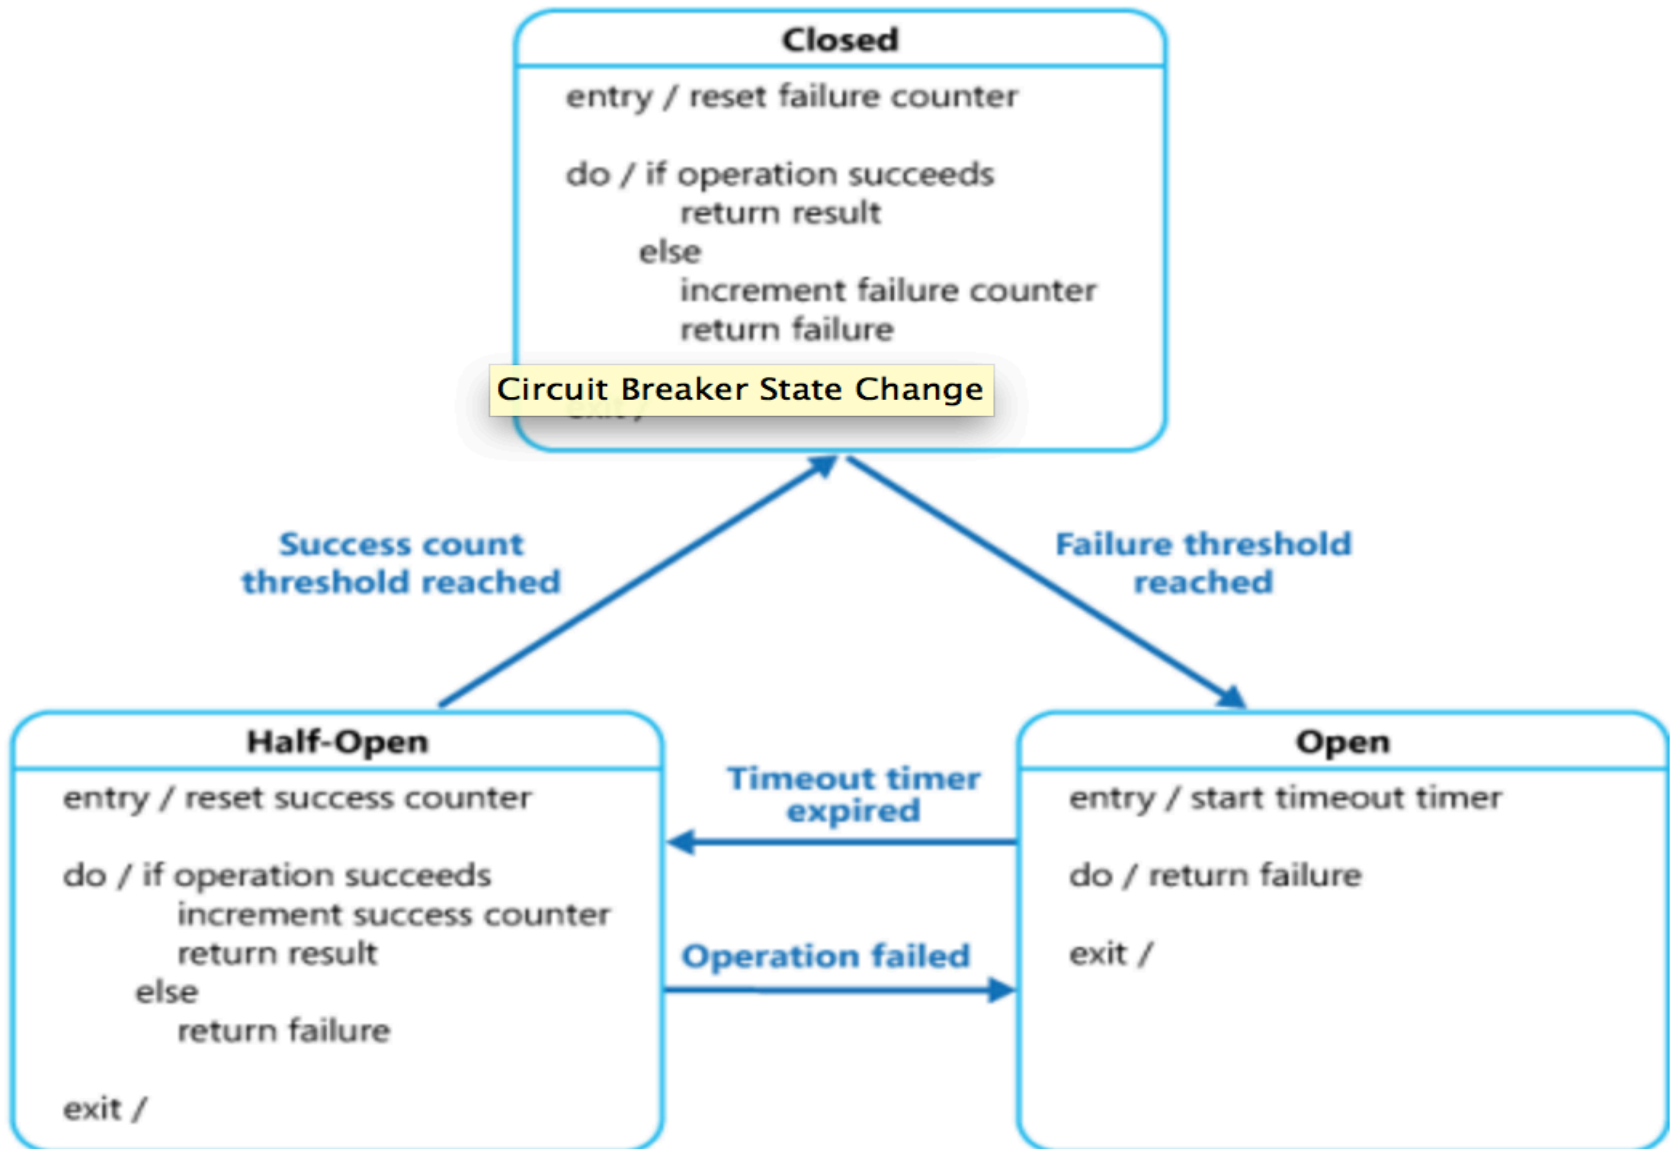 Closed
entry / reset failure counter
do / if operation succeeds
return result
else
increment failure counter
return failure
Circuit Breaker State Change
exit /
Success count
threshold reached
Failure threshold
reached
Half-Open
entry / reset success counter
do / if operation succeeds
increment success counter
return result
else
return failure
exit /
Timeout timer
expired
Operation failed
Open
entry / start timeout timer
do / return failure
exit /